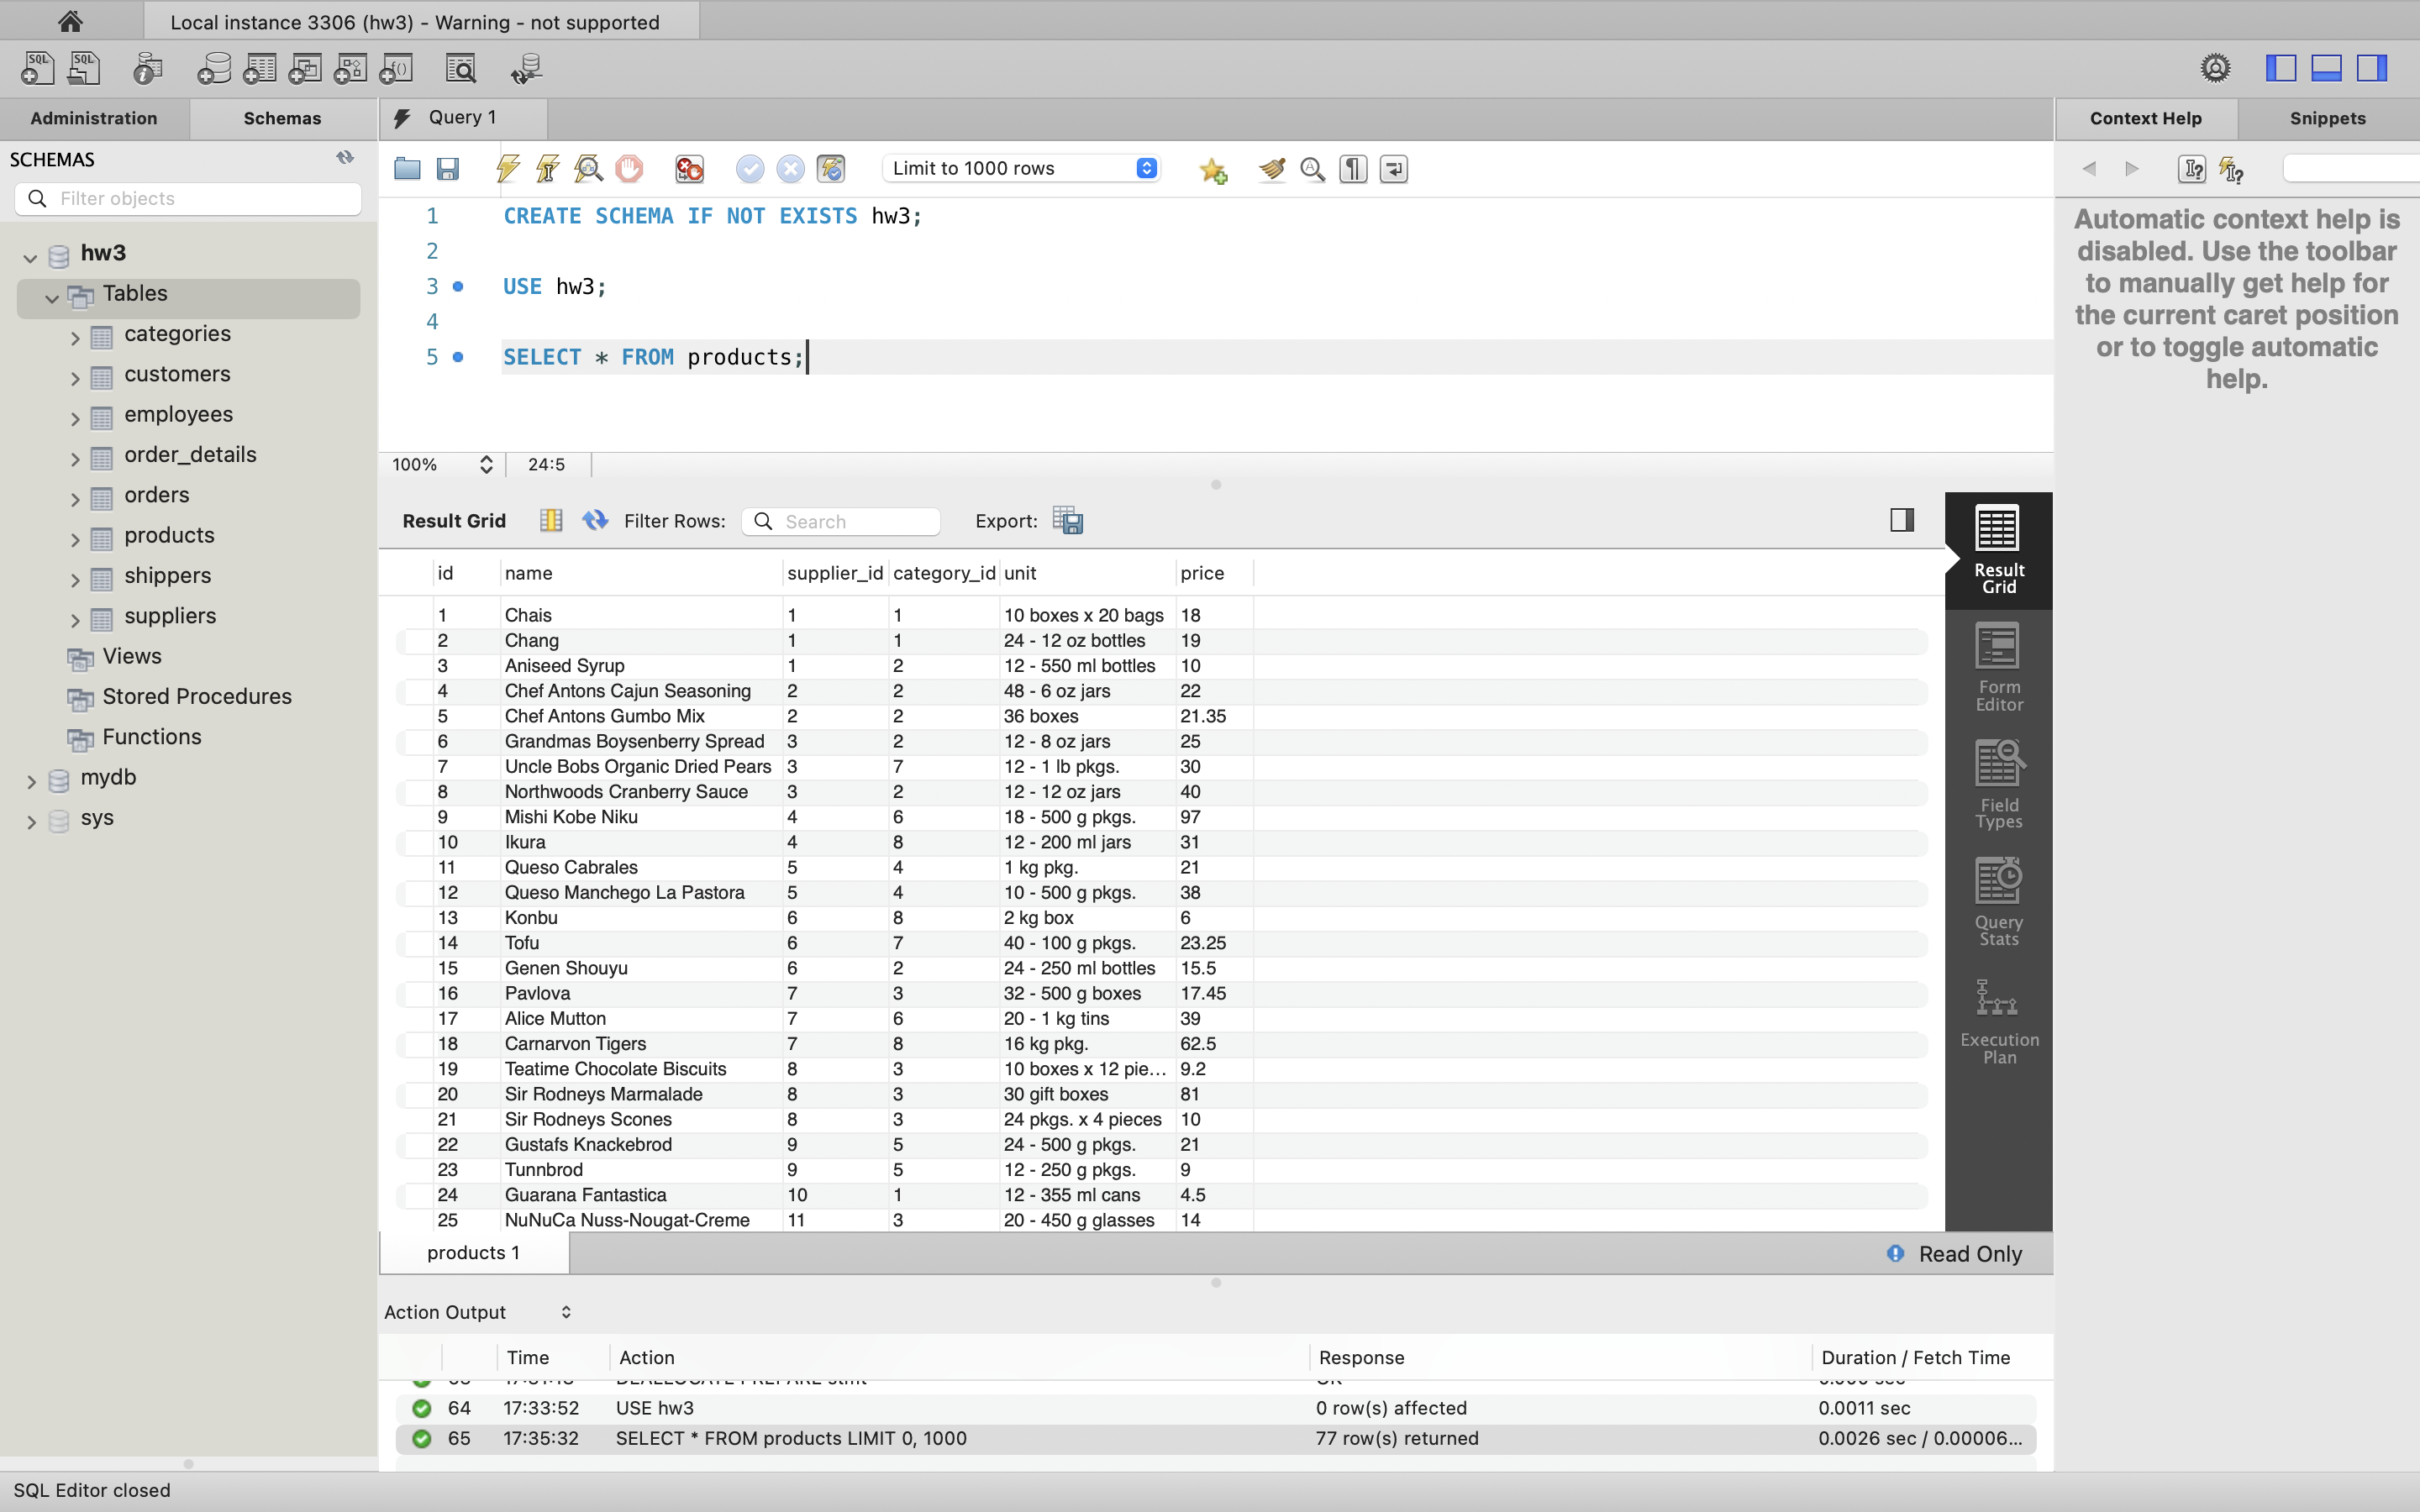 Local instance 3306 (hw3) - Warning - not supported
Administration
Schemas
Query 1
Context Help
Snippets
SCHEMAS
Filter objects
hw3
Tables
categories
customers
employees
order_details
orders
products
shippers
suppliers
Views
Stored Procedures
Functions
mydb
sys
Limit to 1000 rows
1 CREATE SCHEMA IF NOT EXISTS hw3;
2
3 USE hw3;
4
5 SELECT * FROM products;
100% 24:5
Automatic context help is
disabled. Use the toolbar
to manually get help for
the current caret position
or to toggle automatic
help.
Result Grid Filter Rows: Search Export:
id name supplier_id category_id unit price
1 Chais 1 1 10 boxes x 20 bags 18
2 Chang 1 1 24 - 12 oz bottles 19
3 Aniseed Syrup 1 2 12 - 550 ml bottles 10
4 Chef Antons Cajun Seasoning 2 2 48 - 6 oz jars 22
5 Chef Antons Gumbo Mix 2 2 36 boxes 21.35
6 Grandmas Boysenberry Spread 3 2 12 - 8 oz jars 25
7 Uncle Bobs Organic Dried Pears 3 7 12 - 1 lb pkgs. 30
8 Northwoods Cranberry Sauce 3 2 12 - 12 oz jars 40
9 Mishi Kobe Niku 4 6 18 - 500 g pkgs. 97
10 Ikura 4 8 12 - 200 ml jars 31
11 Queso Cabrales 5 4 1 kg pkg. 21
12 Queso Manchego La Pastora 5 4 10 - 500 g pkgs. 38
13 Konbu 6 8 2 kg box 6
14 Tofu 6 7 40 - 100 g pkgs. 23.25
15 Genen Shouyu 6 2 24 - 250 ml bottles 15.5
16 Pavlova 7 3 32 - 500 g boxes 17.45
17 Alice Mutton 7 6 20 - 1 kg tins 39
18 Carnarvon Tigers 7 8 16 kg pkg. 62.5
19 Teatime Chocolate Biscuits 8 3 10 boxes x 12 pie... 9.2
20 Sir Rodneys Marmalade 8 3 30 gift boxes 81
21 Sir Rodneys Scones 8 3 24 pkgs. x 4 pieces 10
22 Gustafs Knackebrod 9 5 24 - 500 g pkgs. 21
23 Tunnbrod 9 5 12 - 250 g pkgs. 9
24 Guarana Fantastica 10 1 12 - 355 ml cans 4.5
25 NuNuCa Nuss-Nougat-Creme 11 3 20 - 450 g glasses 14
Result
Grid
Form
Editor
Field
Types
Query
Stats
Execution
Plan
products 1
Read Only
Action Output
Time Action Response Duration / Fetch Time
64 17:33:52 USE hw3 0 row(s) affected 0.0011 sec
65 17:35:32 SELECT * FROM products LIMIT 0, 1000 77 row(s) returned 0.0026 sec / 0.00006...
SQL Editor closed